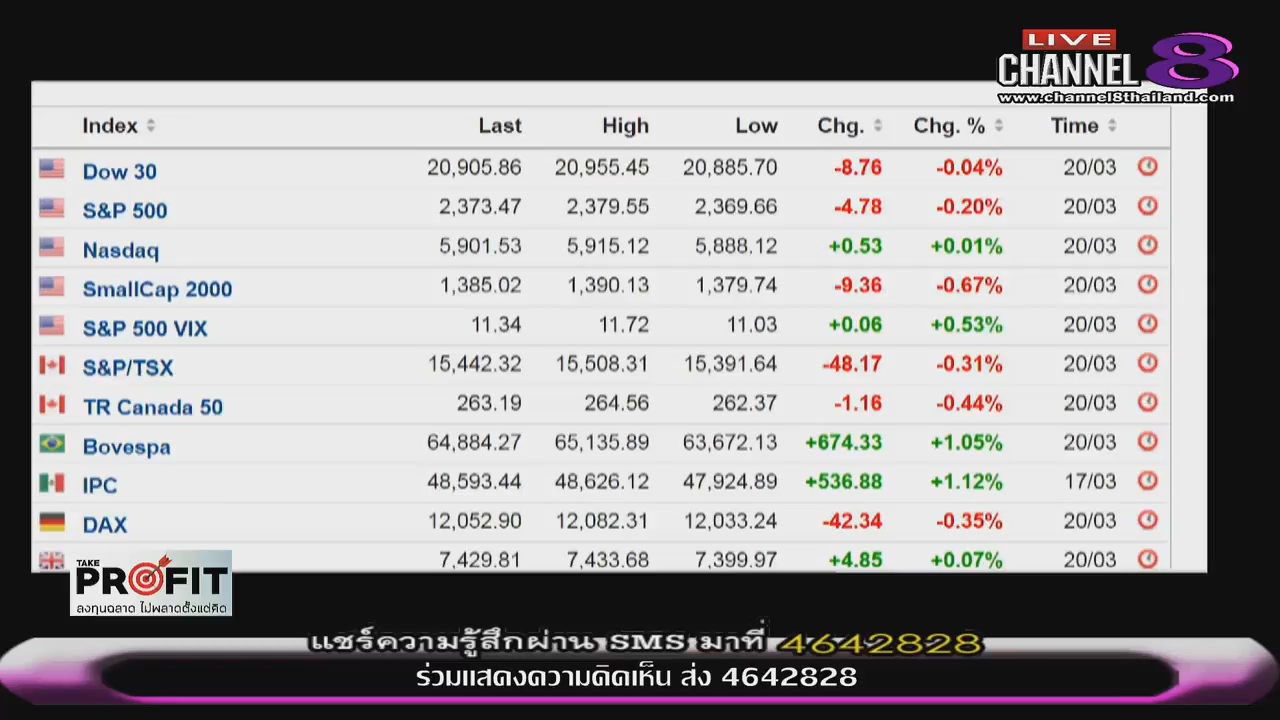 LIVE
CHANNEL 8
www.channel8thailand.com
Index Last High Low Chg. Chg. % Time
Dow 30 20,905.86 20,955.45 20,885.70 -8.76 -0.04% 20/03
S&P 500 2,373.47 2,379.55 2,369.66 -4.78 -0.20% 20/03
Nasdaq 5,901.53 5,915.12 5,888.12 +0.53 +0.01% 20/03
SmallCap 2000 1,385.02 1,390.13 1,379.74 -9.36 -0.67% 20/03
S&P 500 VIX 11.34 11.72 11.03 +0.06 +0.53% 20/03
S&P/TSX 15,442.32 15,508.31 15,391.64 -48.17 -0.31% 20/03
TR Canada 50 263.19 264.56 262.37 -1.16 -0.44% 20/03
Bovespa 64,884.27 65,135.89 63,672.13 +674.33 +1.05% 20/03
IPC 48,593.44 48,626.12 47,924.89 +536.88 +1.12% 17/03
DAX 12,052.90 12,082.31 12,033.24 -42.34 -0.35% 20/03
7,429.81 7,433.68 7,399.97 +4.85 +0.07% 20/03
TAKE
PROFIT
ลงทุนฉลาด ไม่พลาดตั้งแต่คิด
แชร์ความรู้สึกผ่าน SMS มาที่ 4642828
ร่วมแสดงความคิดเห็น ส่ง 4642828